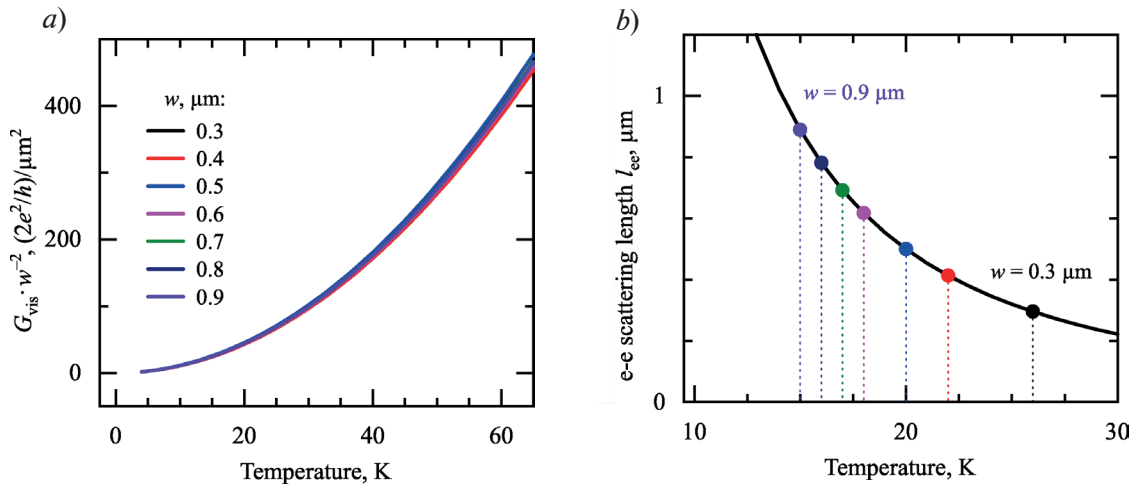 a)
G_vis · w⁻², (2e²/h)/μm²
400
200
0
w, μm:
0.3
0.4
0.5
0.6
0.7
0.8
0.9
0 20 40 60
Temperature, K
b)
e-e scattering length l_ee, μm
1
0
w = 0.9 μm
w = 0.3 μm
10 20 30
Temperature, K